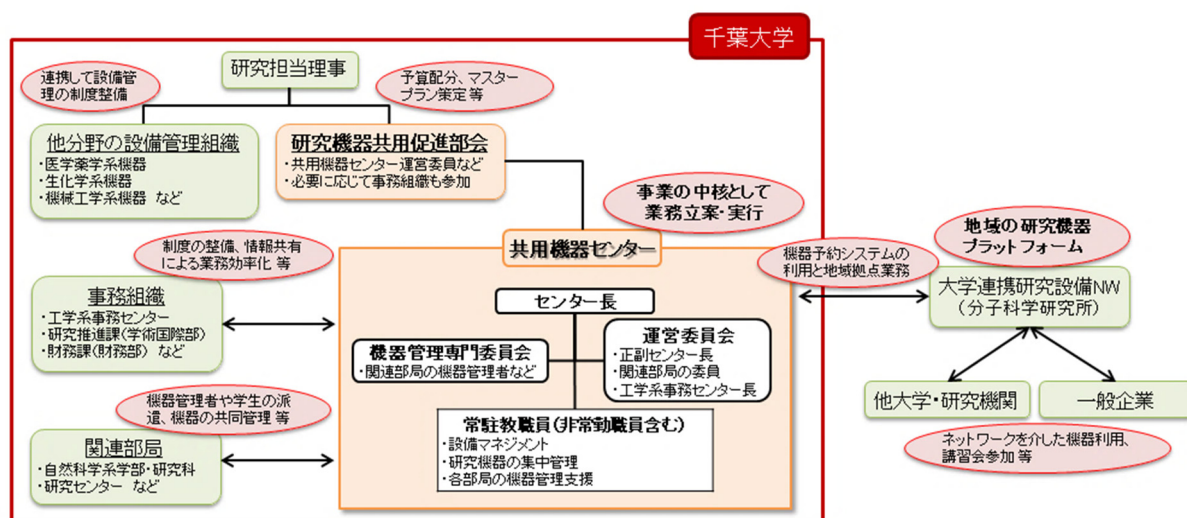 千葉大学
研究担当理事
連携して設備管
理の制度整備
予算配分、マスター
プラン策定 等
他分野の設備管理組織
・医学薬学系機器
・生化学系機器
・機械工学系機器 など
研究機器共用促進部会
・共用機器センター運営委員など
・必要に応じて事務組織も参加
事業の中核として
業務立案・実行
共用機器センター
制度の整備、情報共有
による業務効率化 等
事務組織
・工学系事務センター
・研究推進課(学術国際部)
・財務課(財務部) など
機器管理者や学生の派
遣、機器の共同管理 等
関連部局
・自然科学系学部・研究科
・研究センター など
センター長
機器管理専門委員会
・関連部局の機器管理者など
運営委員会
・正副センター長
・関連部局の委員
・工学系事務センター長
常駐教職員(非常勤職員含む)
・設備マネジメント
・研究機器の集中管理
・各部局の機器管理支援
機器予約システムの
利用と地域拠点業務
地域の研究機器
プラットフォーム
大学連携研究設備NW
(分子科学研究所)
他大学・研究機関
一般企業
ネットワークを介した機器利用、
講習会参加 等